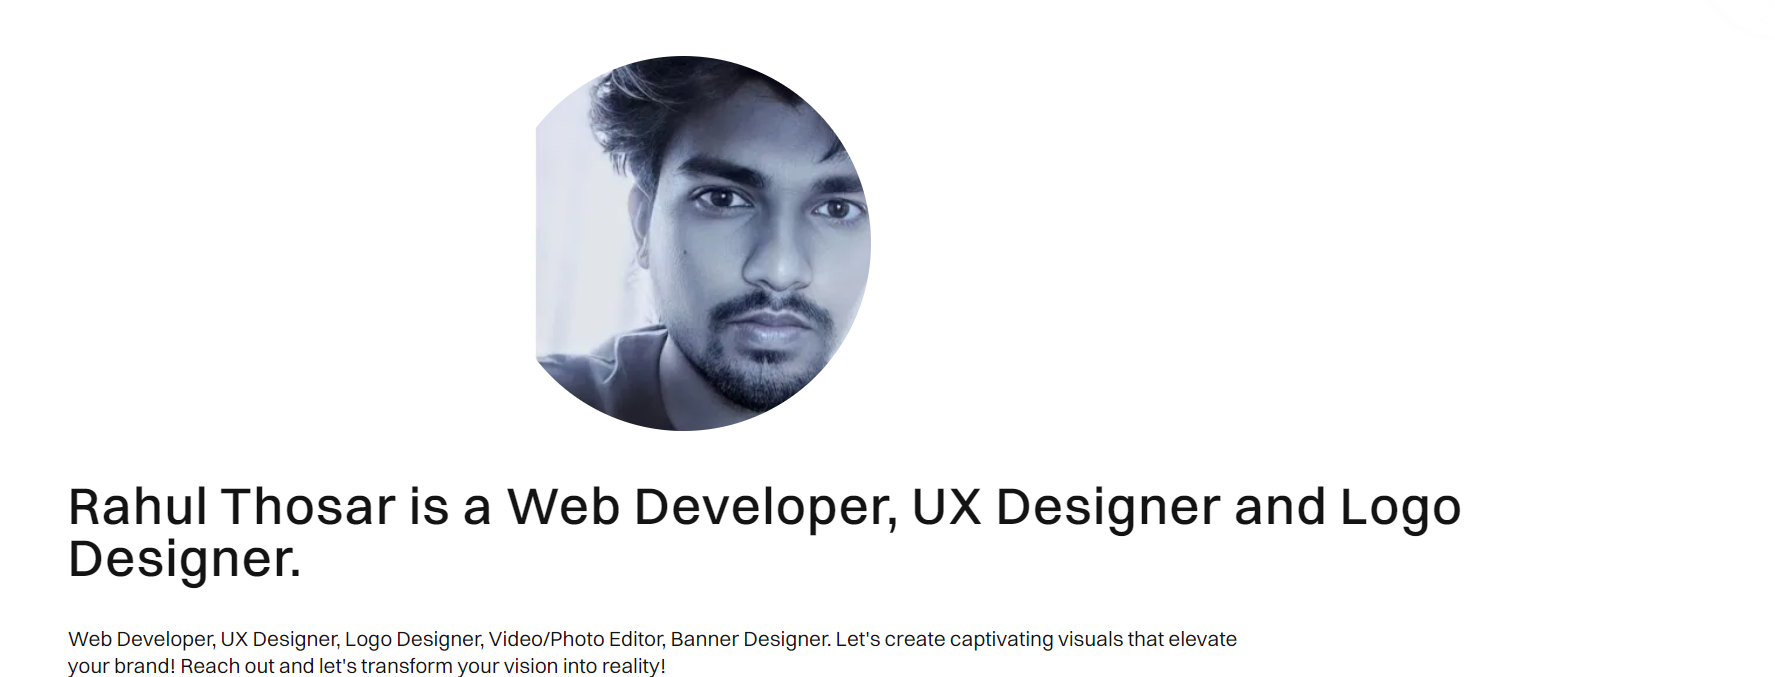 Rahul Thosar is a Web Developer, UX Designer and Logo
Designer.
Web Developer, UX Designer, Logo Designer, Video/Photo Editor, Banner Designer. Let's create captivating visuals that elevate
your brand! Reach out and let's transform your vision into reality!